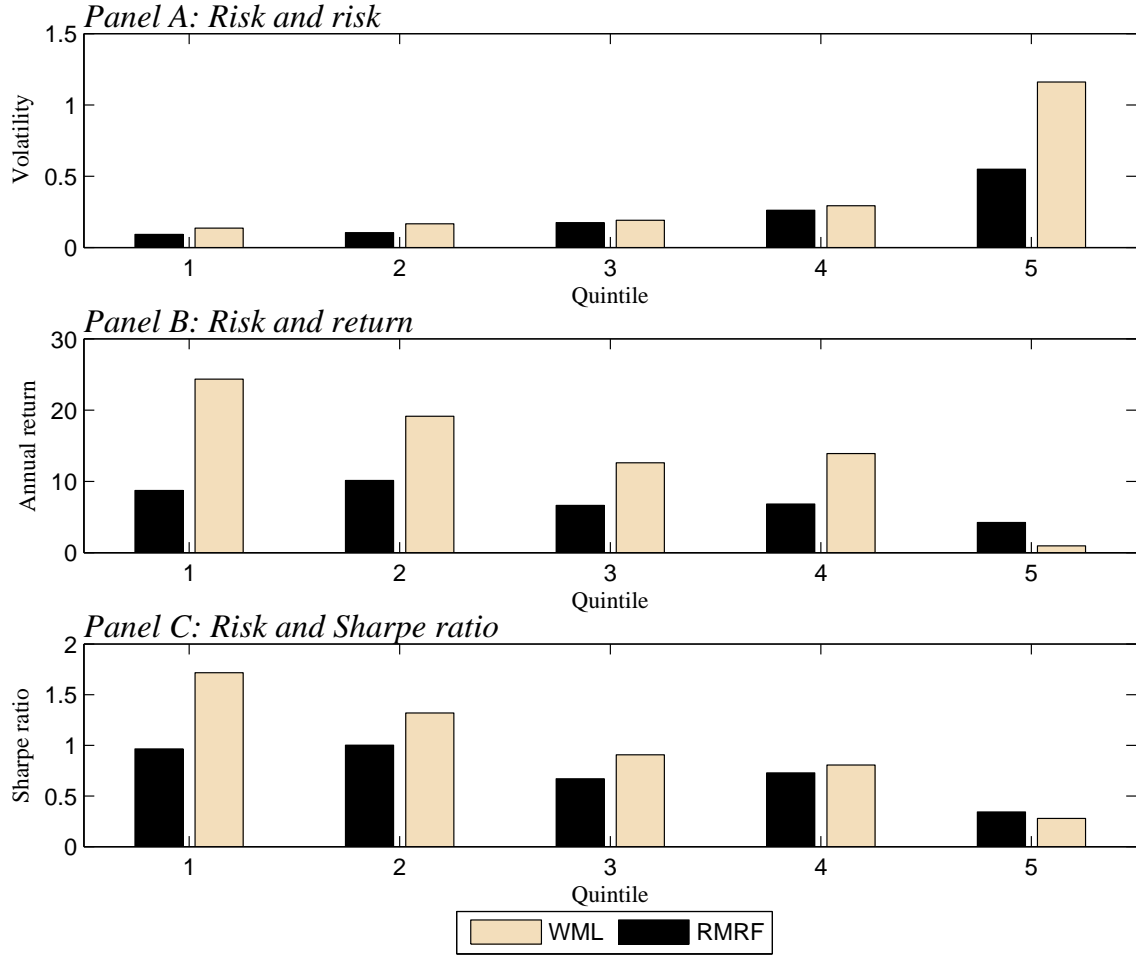 Panel A: Risk and risk
1.5
1
0.5
0
Volatility
1 2 3 4 5
Quintile
Panel B: Risk and return
30
20
10
0
Annual return
1 2 3 4 5
Quintile
Panel C: Risk and Sharpe ratio
2
1.5
1
0.5
0
Sharpe ratio
1 2 3 4 5
Quintile
WML RMRF